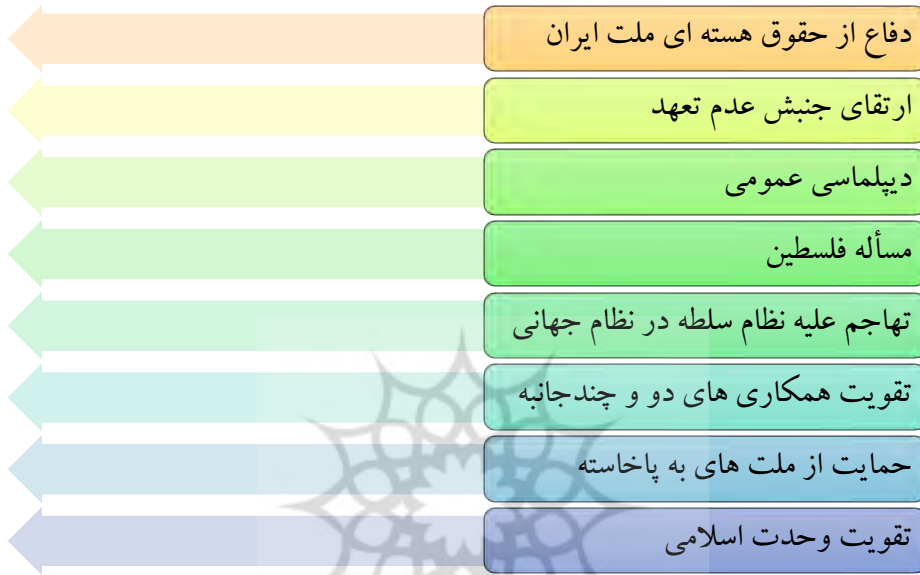 دفاع از حقوق هسته ای ملت ایران
ارتقای جنبش عدم تعهد
دیپلماسی عمومی
مسأله فلسطین
تهاجم علیه نظام سلطه در نظام جهانی
تقویت همکاری های دو و چندجانبه
حمایت از ملت های به پاخاسته
تقویت وحدت اسلامی